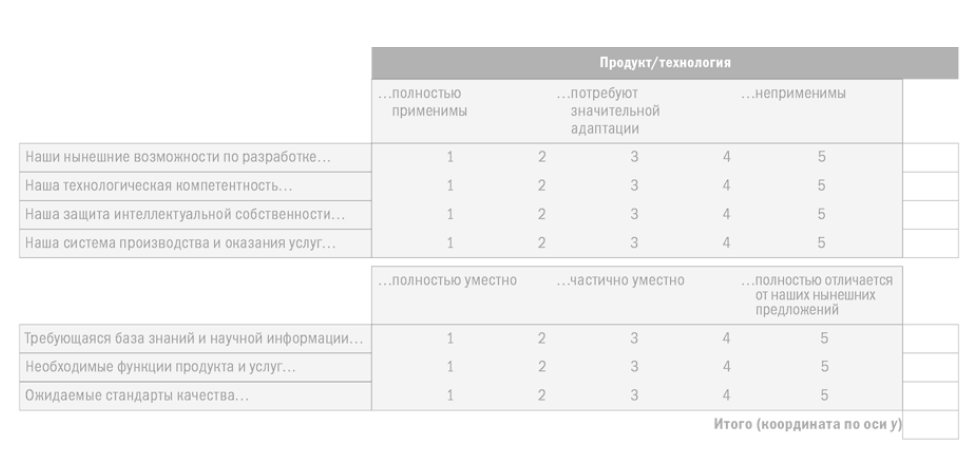 Продукт/технология
...полностью применимы ...потребуют значительной адаптации ...неприменимы
Наши нынешние возможности по разработке... 1 2 3 4 5
Наша технологическая компетентность... 1 2 3 4 5
Наша защита интеллектуальной собственности... 1 2 3 4 5
Наша система производства и оказания услуг... 1 2 3 4 5
...полностью уместно ...частично уместно ...полностью отличается от наших нынешних предложений
Требующаяся база знаний и научной информации... 1 2 3 4 5
Необходимые функции продукта и услуг... 1 2 3 4 5
Ожидаемые стандарты качества... 1 2 3 4 5
Итого (координата по оси y)